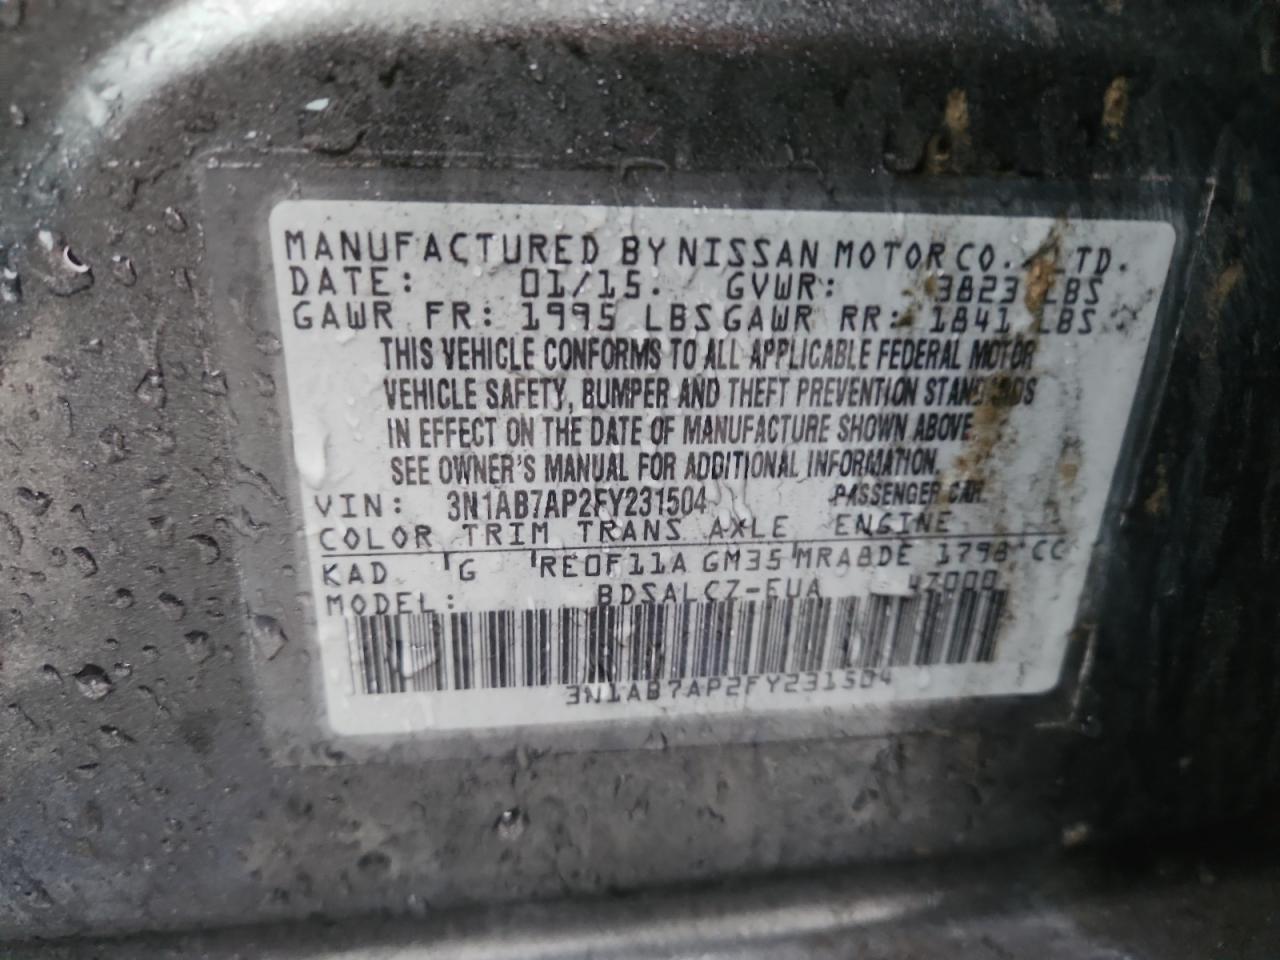 MANUFACTURED BY NISSAN MOTOR CO., LTD.
DATE: 01/15. GVWR: 3823 LBS
GAWR FR: 1995 LBS GAWR RR: 1841 LBS
THIS VEHICLE CONFORMS TO ALL APPLICABLE FEDERAL MOTOR
VEHICLE SAFETY, BUMPER AND THEFT PREVENTION STANDARDS
IN EFFECT ON THE DATE OF MANUFACTURE SHOWN ABOVE.
SEE OWNER'S MANUAL FOR ADDITIONAL INFORMATION.
VIN: 3N1AB7AP2FY231504 PASSENGER CAR
COLOR TRIM TRANS AXLE ENGINE
KAD G RE0F11A GM35 MRA8DE 1798 CC
MODEL: BDSALCZ-EUA 4Z000
3N1AB7AP2FY231504